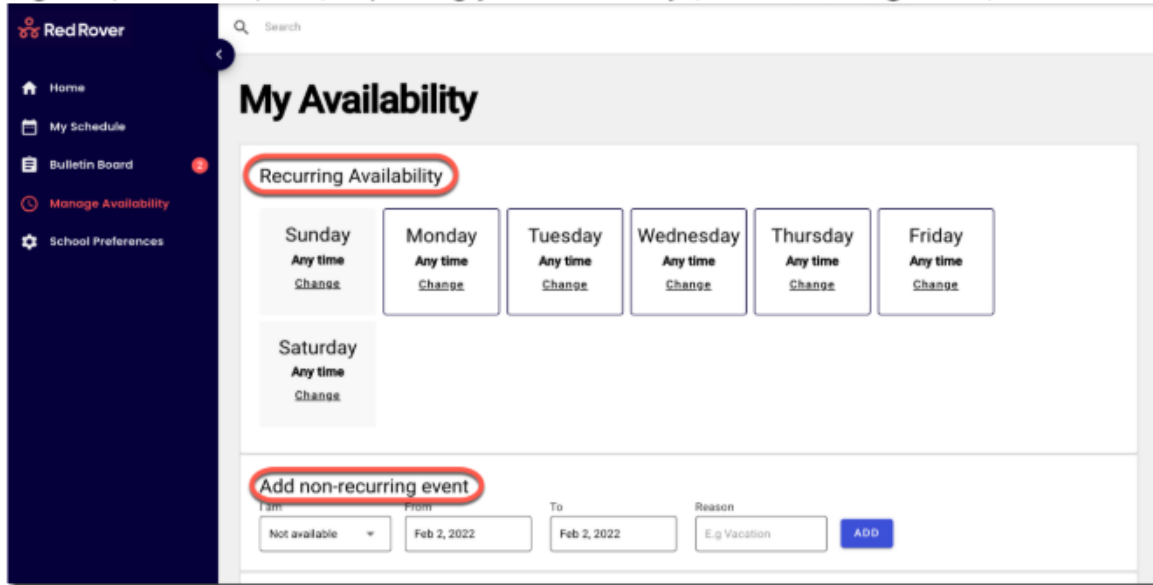 Red Rover
Search
Home
My Schedule
Bulletin Board 2
Manage Availability
School Preferences
My Availability
Recurring Availability
Sunday Monday Tuesday Wednesday Thursday Friday
Any time Any time Any time Any time Any time Any time
Change Change Change Change Change Change
Saturday
Any time
Change
Add non-recurring event
I am From To Reason
Not available Feb 2, 2022 Feb 2, 2022 E.g Vacation ADD